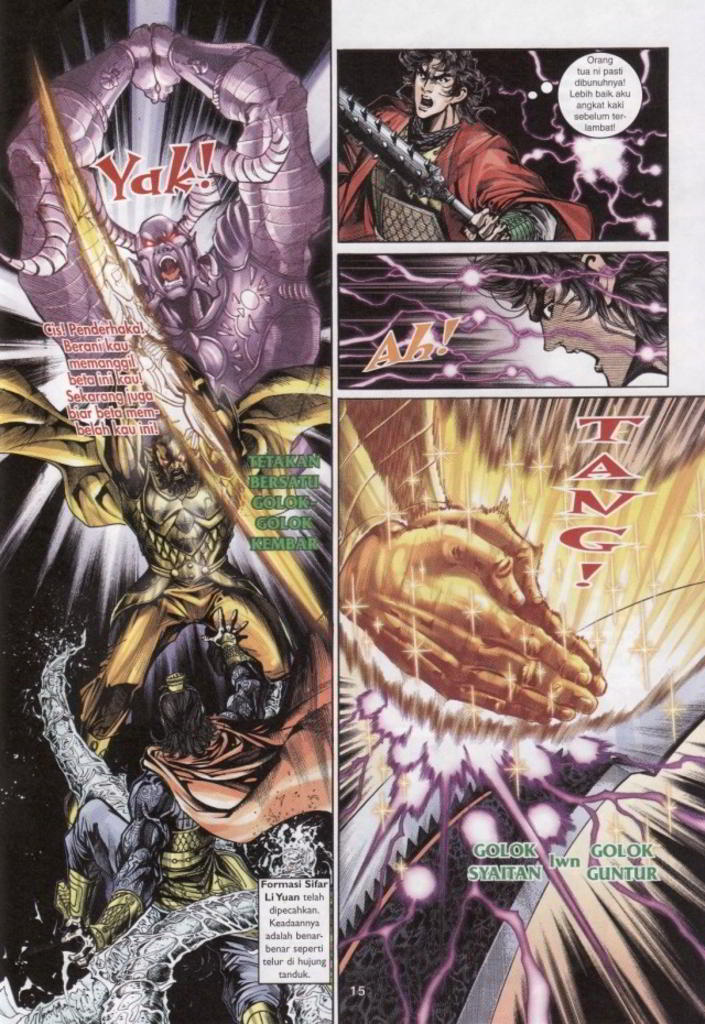 Yak!
Cis! Penderhaka!
Berani kau
memanggil
beta ini kau!
Sekarang juga
biar beta mem-
belah kau ini!
TETAKAN
BERSATU
GOLOK-
GOLOK
KEMBAR
Formasi Sifar
Li Yuan telah
dipecahkan.
Keadaannya
adalah benar-
benar seperti
telur di hujung
tanduk.
Orang
tua ni pasti
dibunuhnya!
Lebih baik aku
angkat kaki
sebelum ter-
lambat!
Ah!
TANG!
GOLOK SYAITAN lwn GOLOK GUNTUR
15